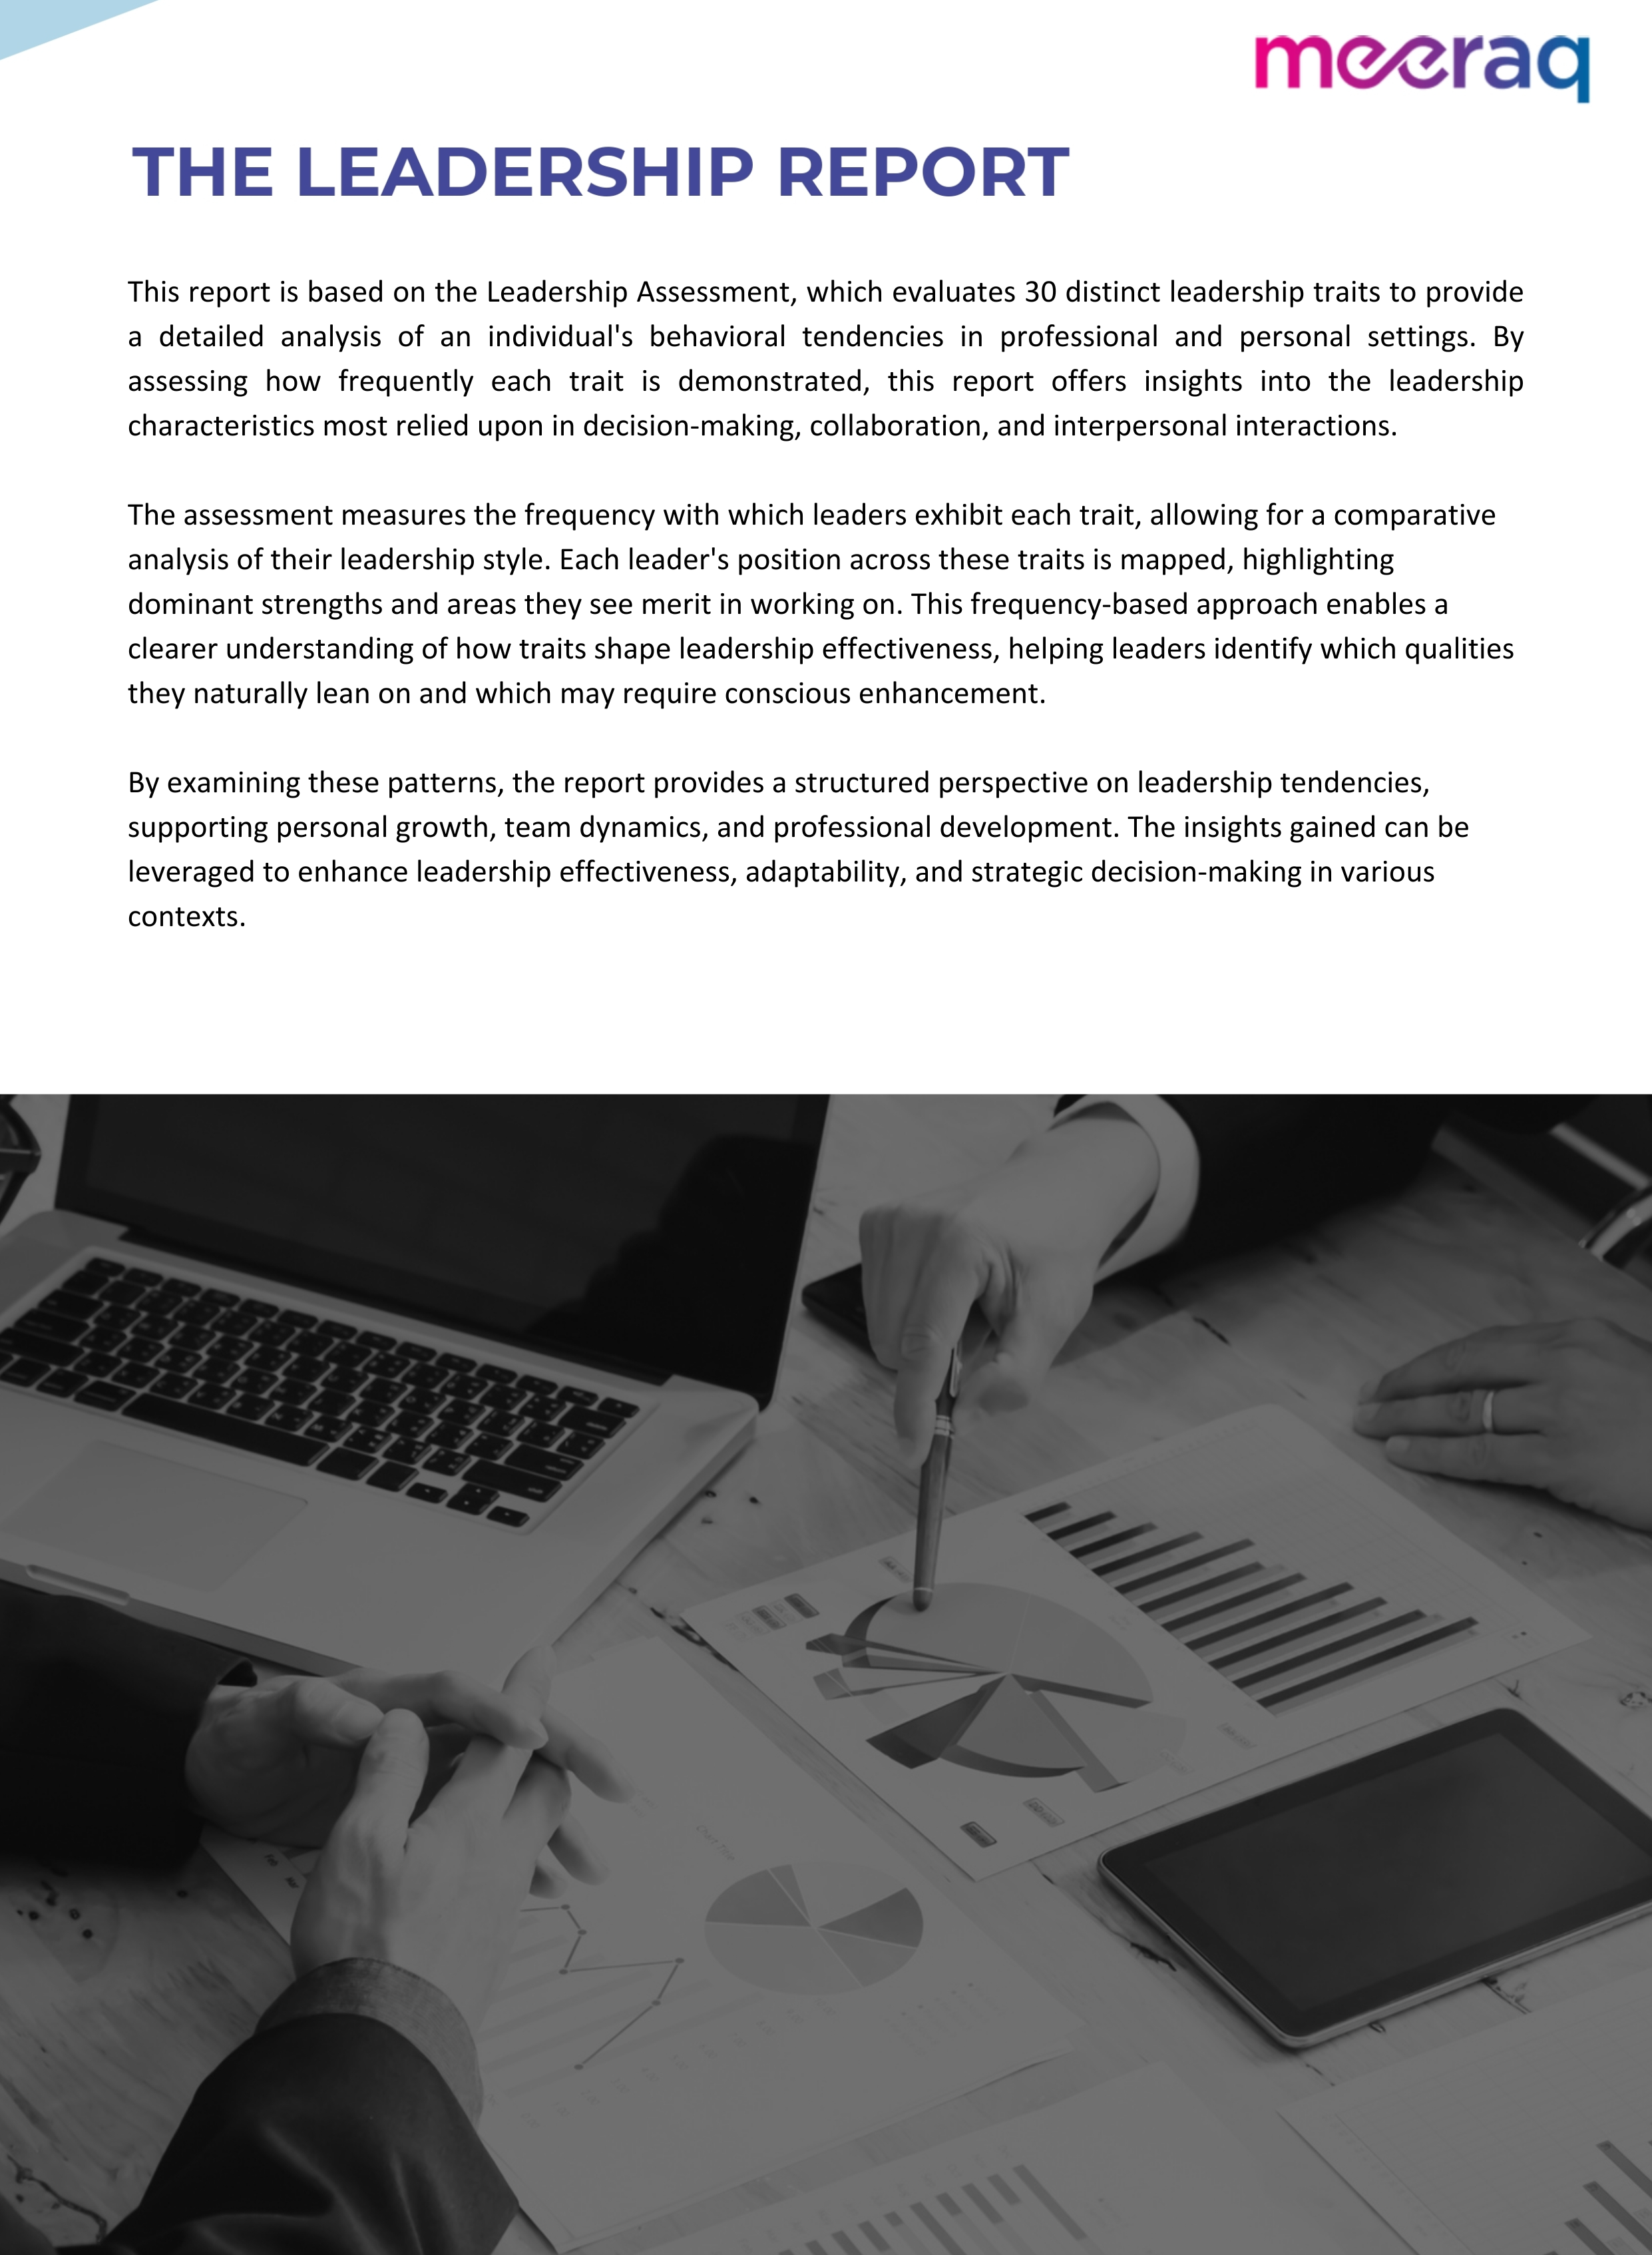 meeraq
THE LEADERSHIP REPORT
This report is based on the Leadership Assessment, which evaluates 30 distinct leadership traits to provide
a detailed analysis of an individual's behavioral tendencies in professional and personal settings. By
assessing how frequently each trait is demonstrated, this report offers insights into the leadership
characteristics most relied upon in decision-making, collaboration, and interpersonal interactions.
The assessment measures the frequency with which leaders exhibit each trait, allowing for a comparative
analysis of their leadership style. Each leader's position across these traits is mapped, highlighting
dominant strengths and areas they see merit in working on. This frequency-based approach enables a
clearer understanding of how traits shape leadership effectiveness, helping leaders identify which qualities
they naturally lean on and which may require conscious enhancement.
By examining these patterns, the report provides a structured perspective on leadership tendencies,
supporting personal growth, team dynamics, and professional development. The insights gained can be
leveraged to enhance leadership effectiveness, adaptability, and strategic decision-making in various
contexts.
Chart Title